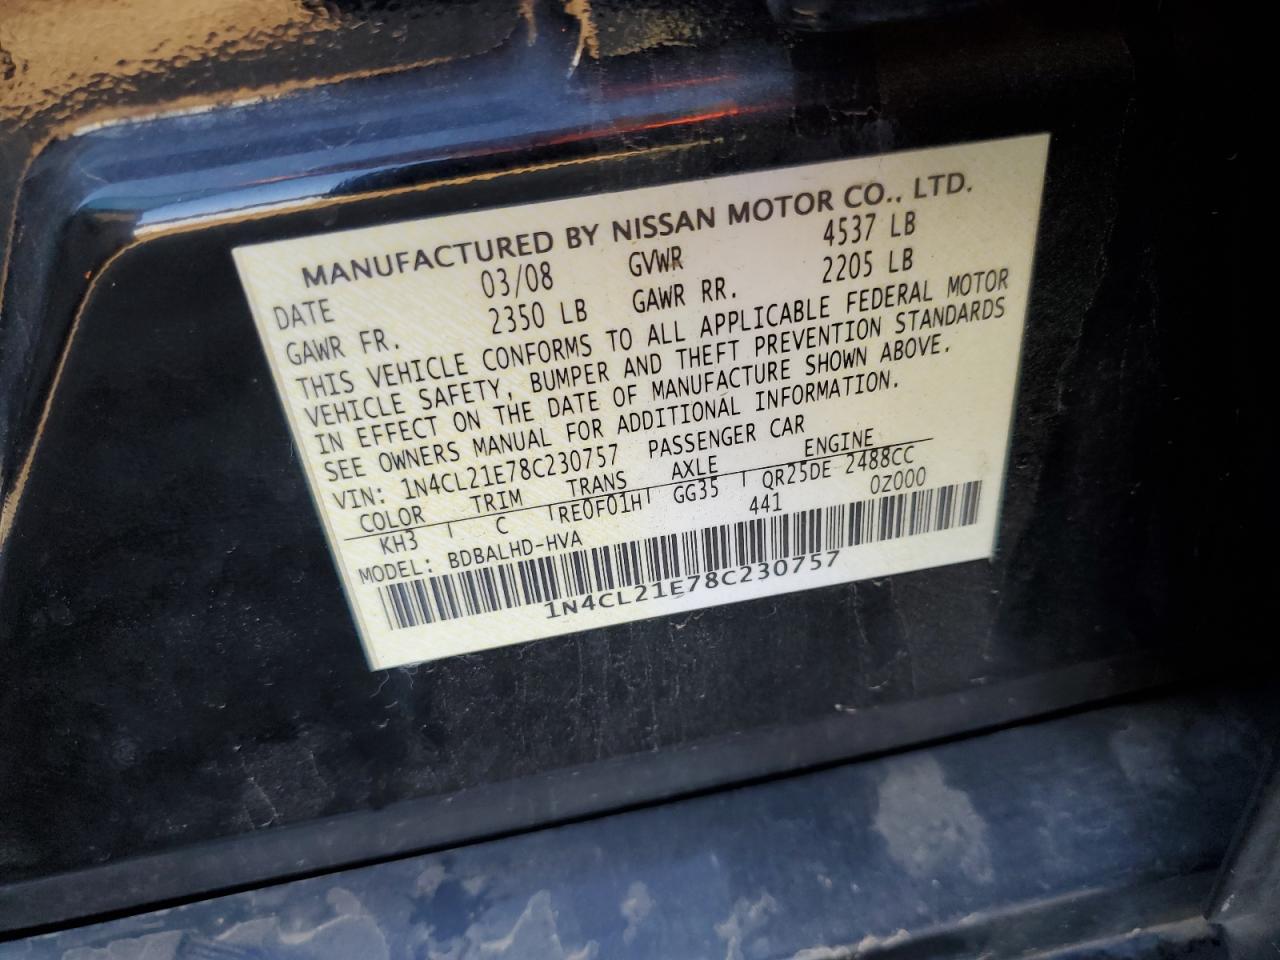 MANUFACTURED BY NISSAN MOTOR CO., LTD.
DATE 03/08 GVWR 4537 LB
GAWR FR. 2350 LB GAWR RR. 2205 LB
THIS VEHICLE CONFORMS TO ALL APPLICABLE FEDERAL MOTOR
VEHICLE SAFETY, BUMPER AND THEFT PREVENTION STANDARDS
IN EFFECT ON THE DATE OF MANUFACTURE SHOWN ABOVE.
SEE OWNERS MANUAL FOR ADDITIONAL INFORMATION.
VIN: 1N4CL21E78C230757 PASSENGER CAR
COLOR TRIM TRANS AXLE ENGINE
KH3 C RE0F01H GG35 QR25DE 2488CC
MODEL: BDBALHD-HVA 441 0Z000
1N4CL21E78C230757